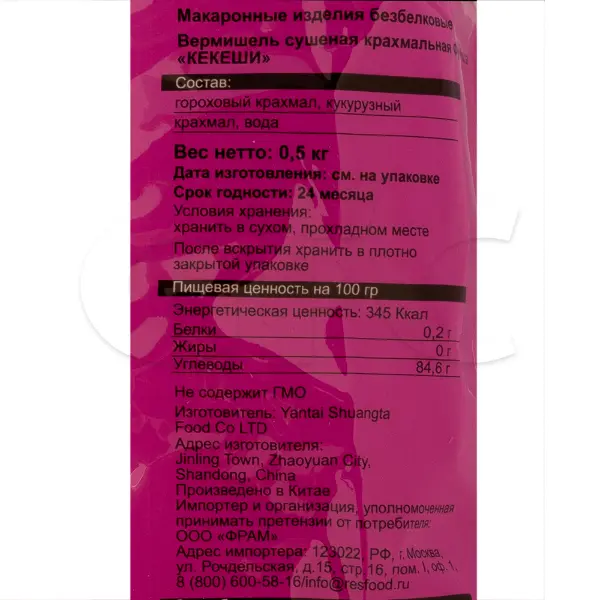 Макаронные изделия безбелковые
Вермишель сушеная крахмальная
«КЕКЕШИ»
Состав:
гороховый крахмал, кукурузный
крахмал, вода
Вес нетто: 0,5 кг
Дата изготовления: см. на упаковке
Срок годности: 24 месяца
Условия хранения:
хранить в сухом, прохладном месте
После вскрытия хранить в плотно
закрытой упаковке
Пищевая ценность на 100 гр
Энергетическая ценность: 345 Ккал
Белки 0,2 г
Жиры 0 г
Углеводы 84,6 г
Не содержит ГМО
Изготовитель: Yantai Shuangta
Food Co LTD
Адрес изготовителя:
Jinling Town, Zhaoyuan City,
Shandong, China
Произведено в Китае
Импортер и организация, уполномоченная
принимать претензии от потребителя:
ООО «ФРАМ»
Адрес импортера: 123022, РФ, г. Москва,
ул. Рочдельская, д.15, стр.16, пом. I, оф.1,
8 (800) 600-58-16/info@resfood.ru